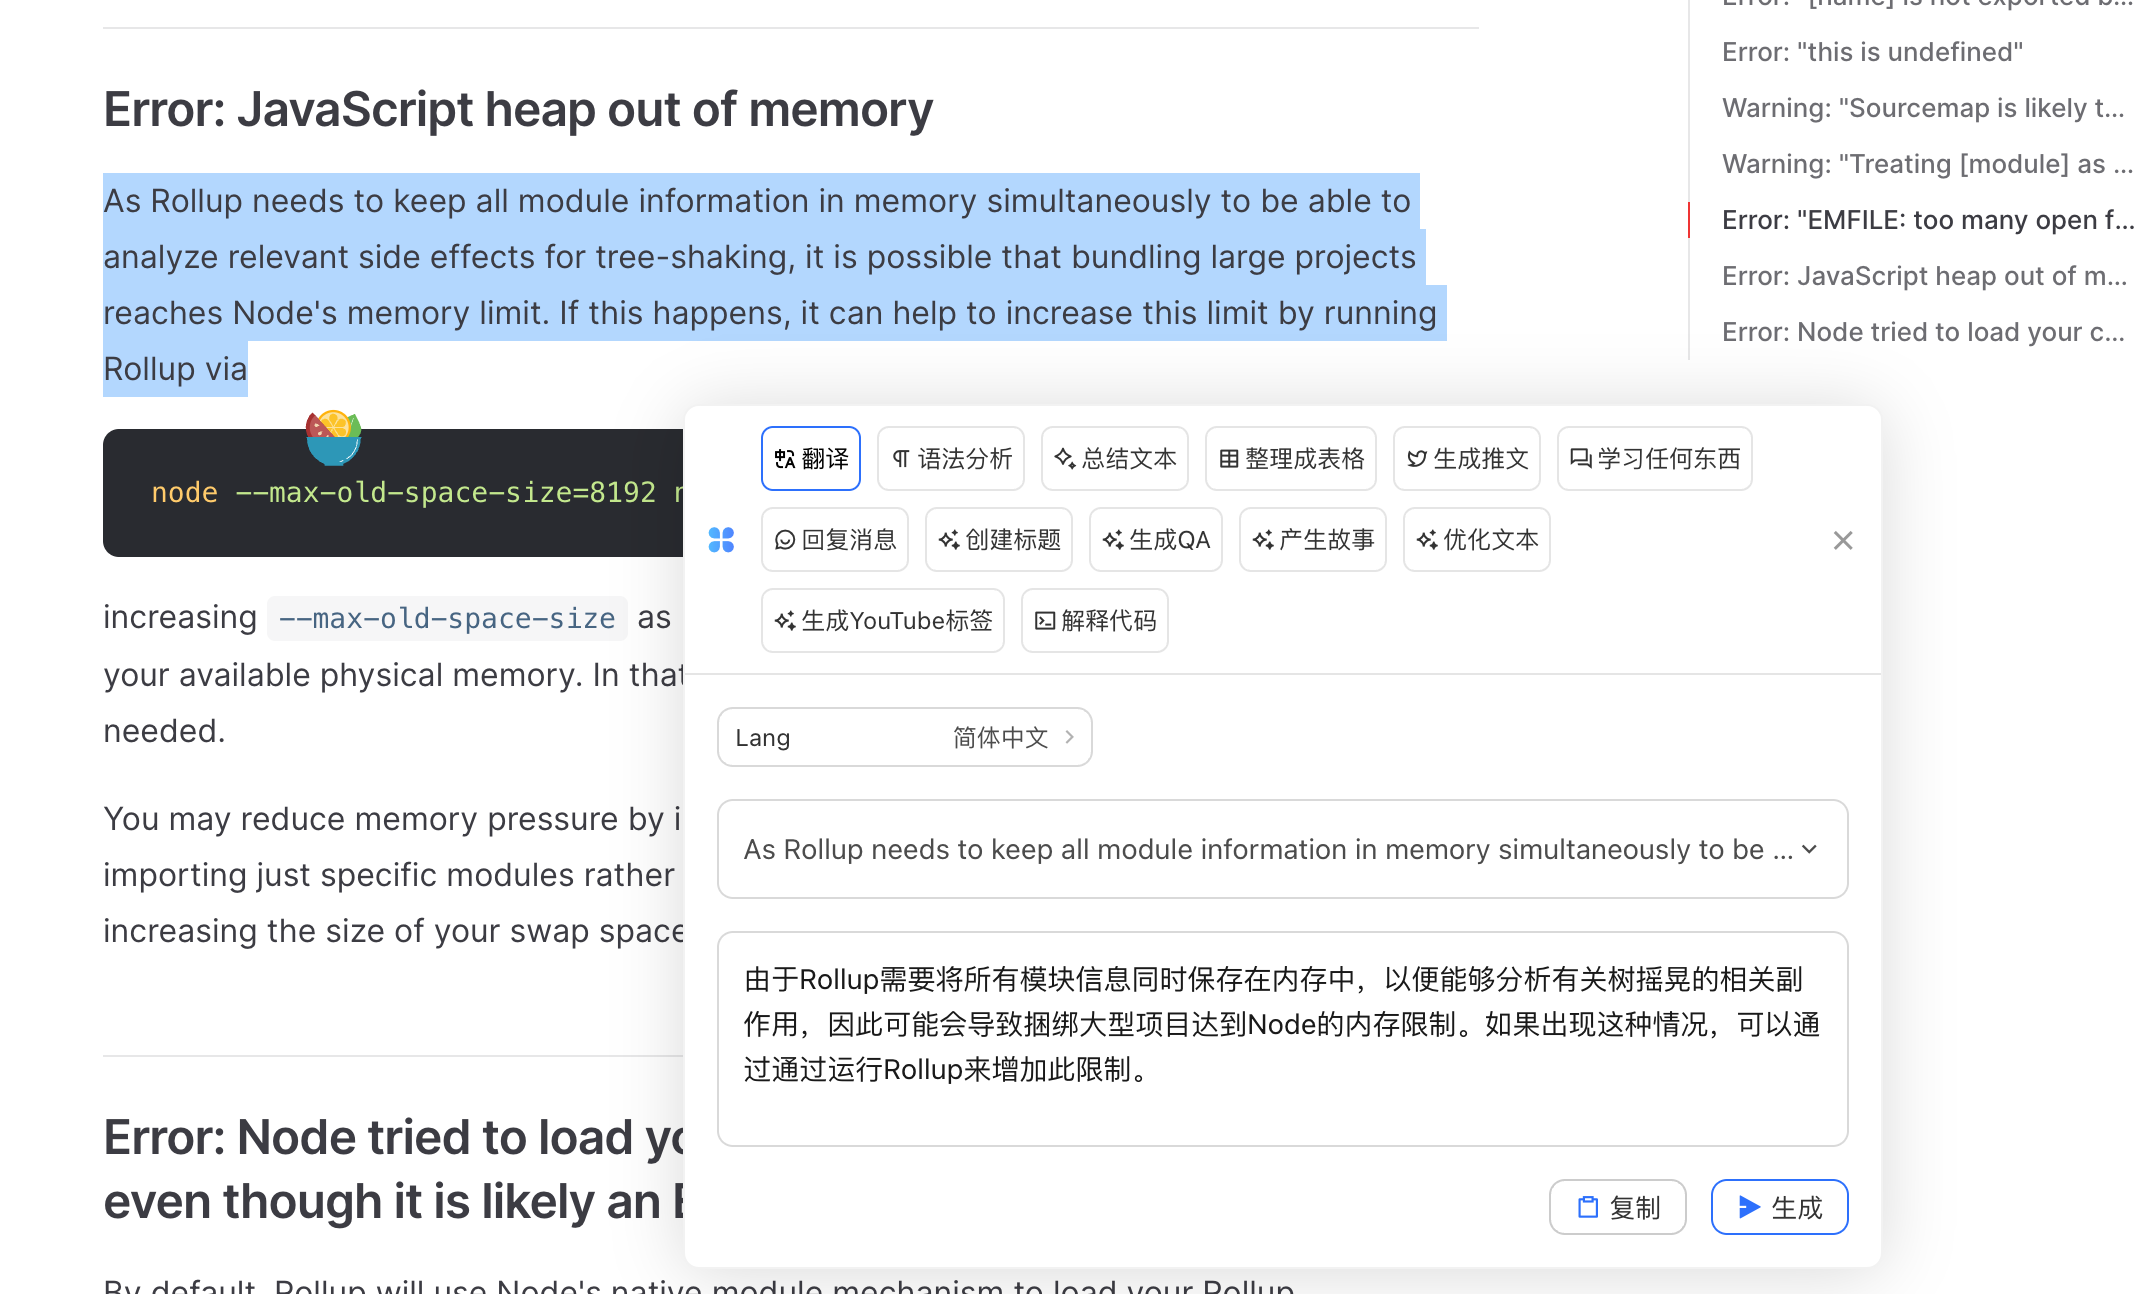 Error: JavaScript heap out of memory
As Rollup needs to keep all module information in memory simultaneously to be able to
analyze relevant side effects for tree-shaking, it is possible that bundling large projects
reaches Node's memory limit. If this happens, it can help to increase this limit by running
Rollup via
node --max-old-space-size=8192
increasing --max-old-space-size as
your available physical memory. In that
needed.
You may reduce memory pressure by
importing just specific modules rather
increasing the size of your swap space
Error: Node tried to load
even though it is likely an
By default, Rollup will use Node's native module mechanism to load your Rollup
翻译 语法分析 总结文本 整理成表格 生成推文 学习任何东西
回复消息 创建标题 生成QA 产生故事 优化文本
生成YouTube标签 解释代码
Lang 简体中文
As Rollup needs to keep all module information in memory simultaneously to be ...
由于Rollup需要将所有模块信息同时保存在内存中，以便能够分析有关树摇晃的相关副
作用，因此可能会导致捆绑大型项目达到Node的内存限制。如果出现这种情况，可以通
过通过运行Rollup来增加此限制。
复制 生成
Error: "[name] is not exported b...
Error: "this is undefined"
Warning: "Sourcemap is likely t...
Warning: "Treating [module] as ...
Error: "EMFILE: too many open f...
Error: JavaScript heap out of m...
Error: Node tried to load your c...